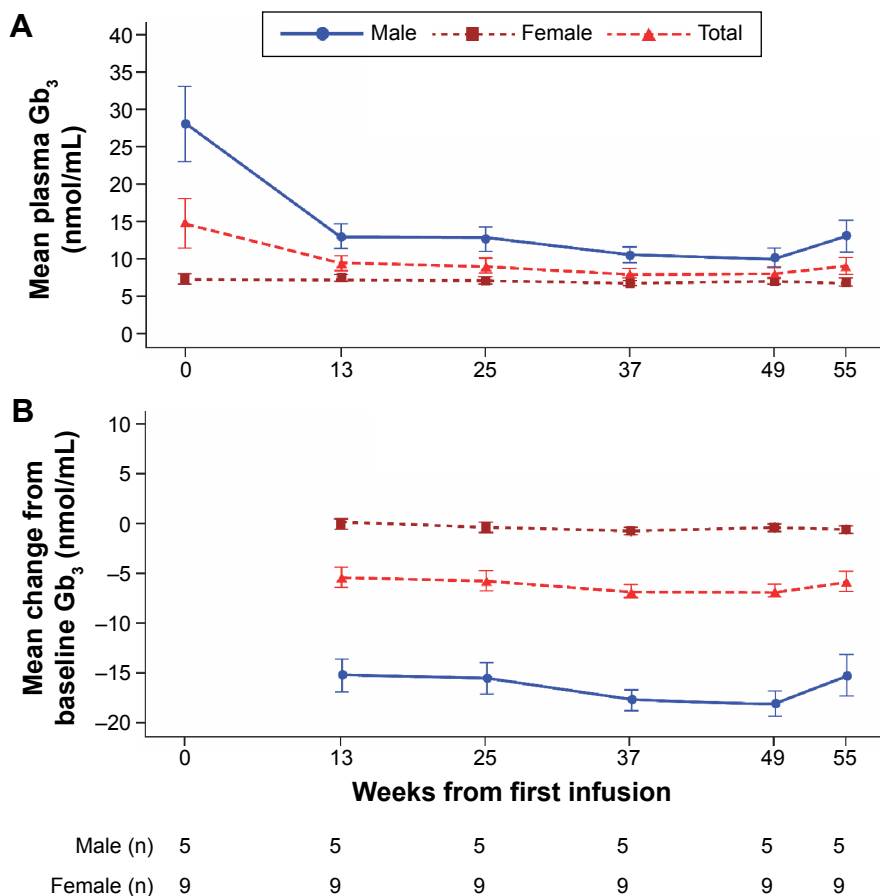 A
Male Female Total
Mean plasma Gb₃
(nmol/mL)
40
35
30
25
20
15
10
5
0
0 13 25 37 49 55
B
Mean change from
baseline Gb₃ (nmol/mL)
10
5
0
–5
–10
–15
–20
0 13 25 37 49 55
Weeks from first infusion
Male (n) 5 5 5 5 5 5
Female (n) 9 9 9 9 9 9